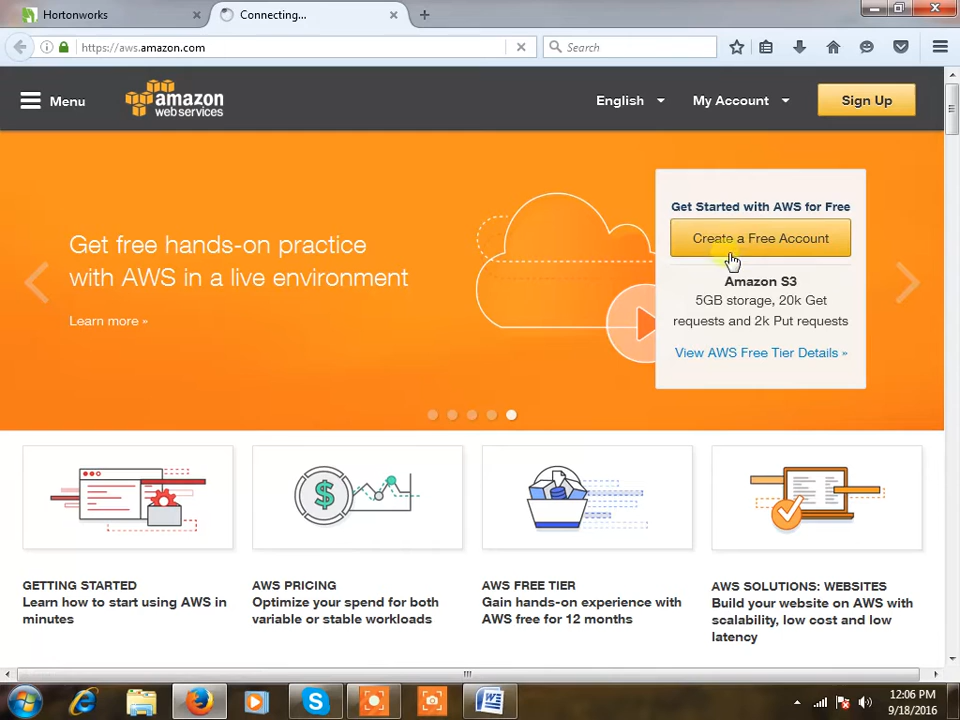 Hortonworks
Connecting...
https://aws.amazon.com
Search
Menu
amazon
web services
English
My Account
Sign Up
Get free hands-on practice
with AWS in a live environment
Learn more »
Get Started with AWS for Free
Create a Free Account
Amazon S3
5GB storage, 20k Get
requests and 2k Put requests
View AWS Free Tier Details »
GETTING STARTED
Learn how to start using AWS in
minutes
AWS PRICING
Optimize your spend for both
variable or stable workloads
AWS FREE TIER
Gain hands-on experience with
AWS free for 12 months
AWS SOLUTIONS: WEBSITES
Build your website on AWS with
scalability, low cost and low
latency
12:06 PM
9/18/2016